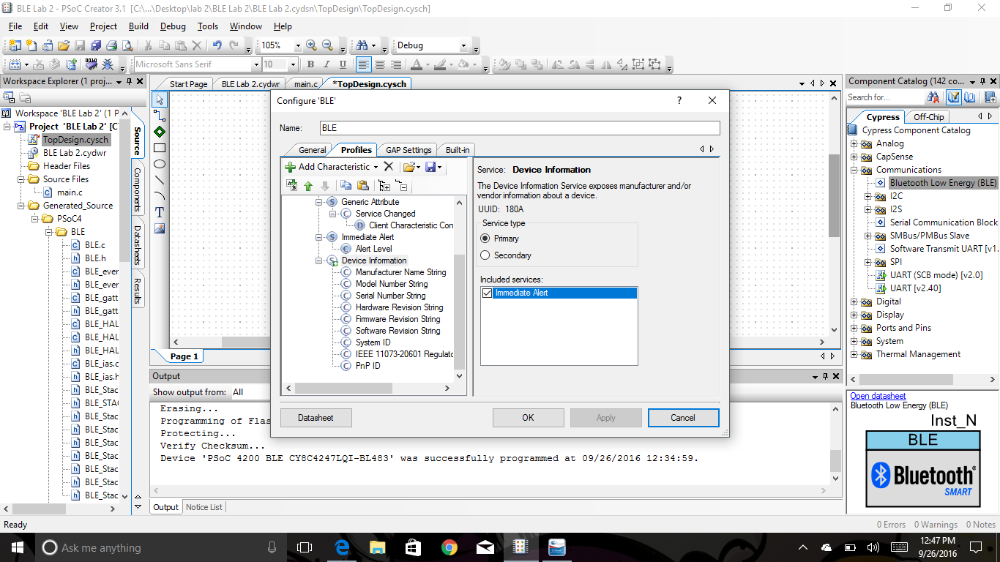 BLE Lab 2 - PSoC Creator 3.1 [C:\...\Desktop\lab 2\BLE Lab 2\BLE Lab 2.cydsn\TopDesign\TopDesign.cysch]
File Edit View Project Build Debug Tools Window Help
105% Debug
Microsoft Sans Serif 10 B I U
Workspace Explorer (1 proj...
Workspace 'BLE Lab 2' (1 P
Project 'BLE Lab 2' [C
TopDesign.cysch
BLE Lab 2.cydwr
Header Files
Source Files
main.c
Generated_Source
PSoC4
BLE
BLE.c
BLE.h
BLE_ever
BLE_ever
BLE_gatt
BLE_gatt
BLE_HAL
BLE_HAL
BLE_HAL
BLE_ias.c
BLE_ias.h
BLE_Stac
BLE_STAC
BLE_Stac
BLE_Stac
BLE_Stac
BLE_Stac
BLE_Stac
BLE_Stac
BLE_Stac
Source
Components
Datasheets
Results
Start Page BLE Lab 2.cydwr main.c *TopDesign.cysch
Page 1
Configure 'BLE'
Name: BLE
General Profiles GAP Settings Built-in
Add Characteristic
Generic Attribute
Service Changed
Client Characteristic Con
Immediate Alert
Alert Level
Device Information
Manufacturer Name String
Model Number String
Serial Number String
Hardware Revision String
Firmware Revision String
Software Revision String
System ID
IEEE 11073-20601 Regulato
PnP ID
Service: Device Information
The Device Information Service exposes manufacturer and/or
vendor information about a device.
UUID: 180A
Service type
Primary
Secondary
Included services:
Immediate Alert
Datasheet OK Apply Cancel
Output
Show output from: All
Erasing...
Programming of Flas
Protecting...
Verify Checksum...
Device 'PSoC 4200 BLE CY8C4247LQI-BL483' was successfully programmed at 09/26/2016 12:34:59.
Output Notice List
Component Catalog (142 co...
Search for...
Cypress Off-Chip
Cypress Component Catalog
Analog
CapSense
Communications
Bluetooth Low Energy (BLE)
I2C
I2S
Serial Communication Block
SMBus/PMBus Slave
Software Transmit UART [v1.
SPI
UART (SCB mode) [v2.0]
UART [v2.40]
Digital
Display
Ports and Pins
System
Thermal Management
Open datasheet
Bluetooth Low Energy (BLE)
Inst_N
BLE
Bluetooth®
SMART
Ready 0 Errors 0 Warnings 0 Notes
Ask me anything
12:47 PM
9/26/2016